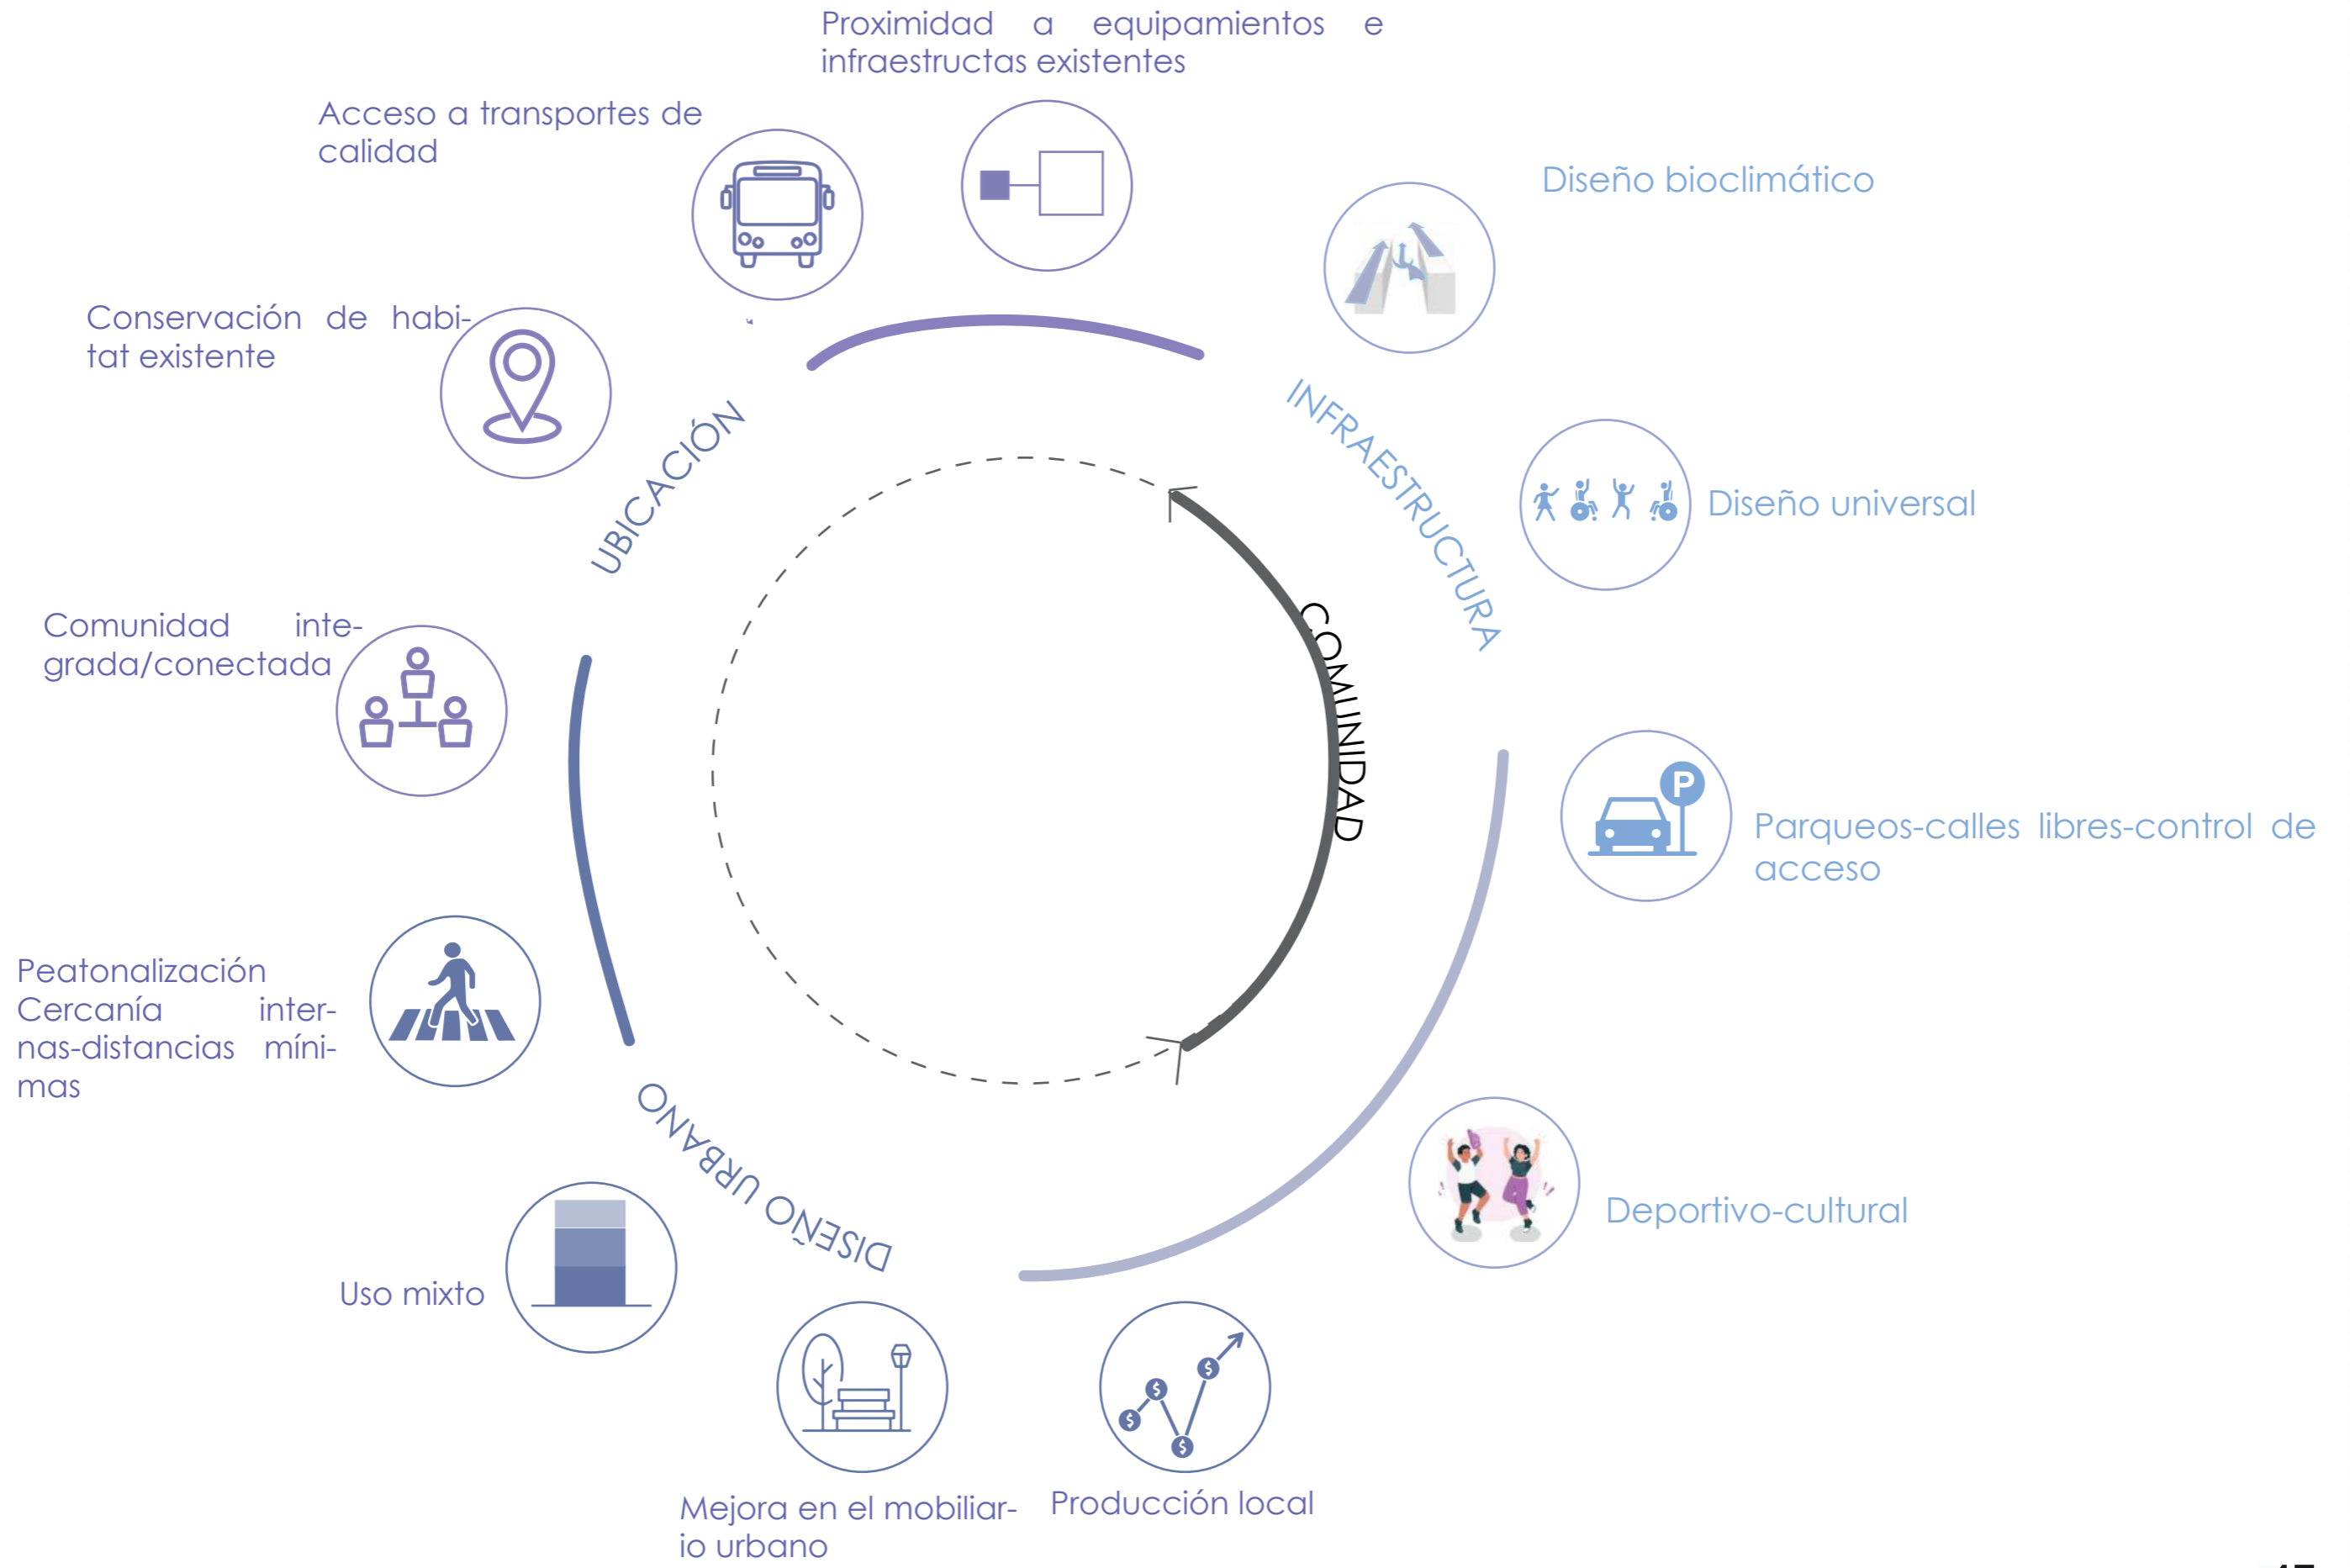 Proximidad a equipamientos e
infraestructas existentes
Acceso a transportes de
calidad
Diseño bioclimático
Conservación de habi-
tat existente
UBICACIÓN
INFRAESTRUCTURA
Diseño universal
Comunidad inte-
grada/conectada
COMUNIDAD
P
Parqueos-calles libres-control de
acceso
Peatonalización
Cercanía inter-
nas-distancias míni-
mas
DISEÑO URBANO
Deportivo-cultural
Uso mixto
$
$
$
$
Mejora en el mobiliar-
io urbano
Producción local